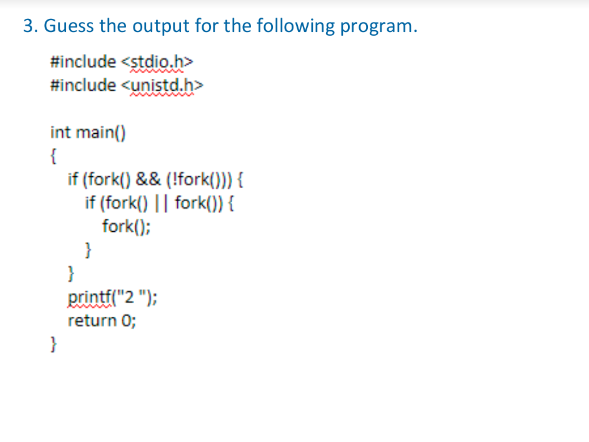 3. Guess the output for the following program.
#include <stdio.h>
#include <unistd.h>
int main()
{
if (fork() && (!fork())) {
if (fork() || fork()) {
fork();
}
}
printf("2 ");
return 0;
}